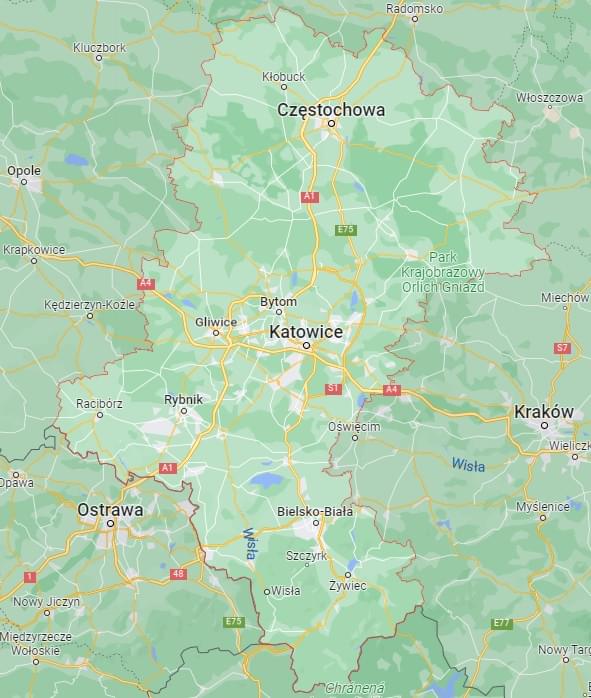 Radomsko
Kluczbork
Kłobuck
Włoszczowa
Częstochowa
Opole
A1
E75
Krapkowice
Park
Krajobrazowy
Orlich Gniazd
A4
Kędzierzyn-Koźle
Bytom
Miechów
Gliwice
Katowice
S7
S1
A4
Racibórz
Rybnik
Kraków
Oświęcim
Wieliczk
A1
Wisła
Opawa
Ostrawa
Bielsko-Biała
Myślenice
Wisła
Szczyrk
48
1
Żywiec
Wisła
Nowy Jiczyn
E75
E77
Międzyrzecze
Wołoskie
Nowy Targ
Chránená